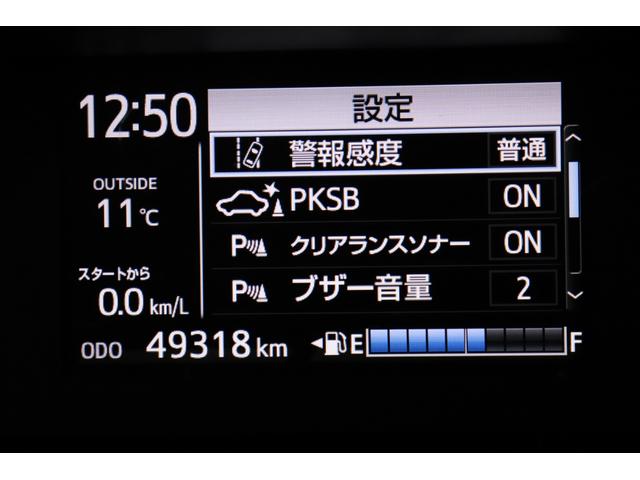 12:50
設定
警報感度 普通
OUTSIDE
11℃
PKSB ON
P クリアランスソナー ON
スタートから
0.0 km/L
P ブザー音量 2
ODO 49318 km
E F